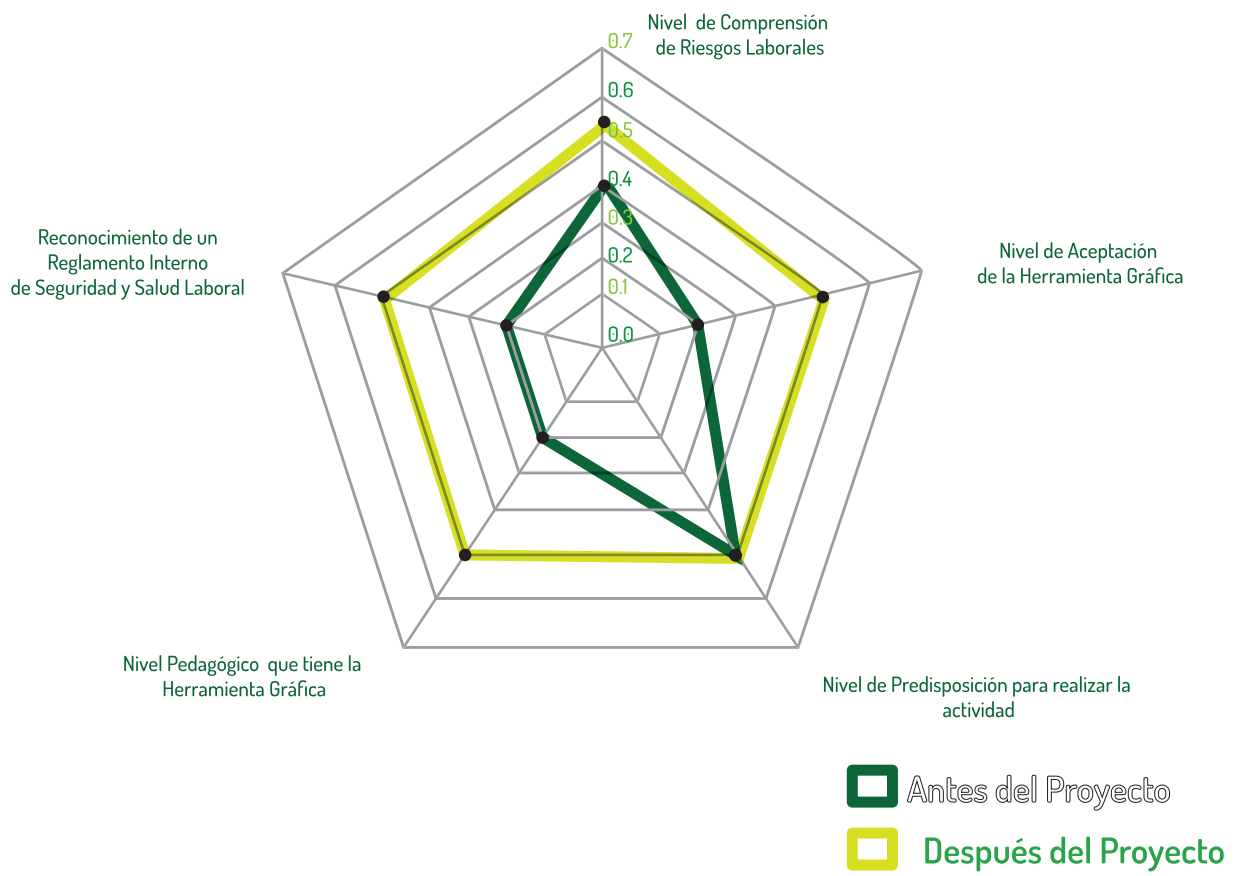 Nivel de Comprensión
de Riesgos Laborales
0.7
0.6
0.5
0.4
0.3
0.2
0.1
0.0
Reconocimiento de un
Reglamento Interno
de Seguridad y Salud Laboral
Nivel de Aceptación
de la Herramienta Gráfica
Nivel Pedagógico que tiene la
Herramienta Gráfica
Nivel de Predisposición para realizar la
actividad
Antes del Proyecto
Después del Proyecto